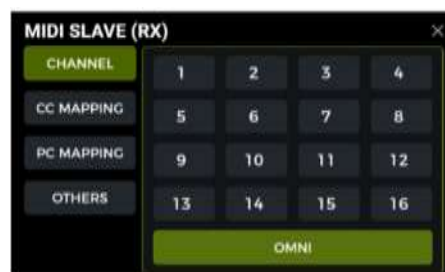 MIDI SLAVE (RX)
CHANNEL
CC MAPPING
PC MAPPING
OTHERS
1 2 3 4
5 6 7 8
9 10 11 12
13 14 15 16
OMNI